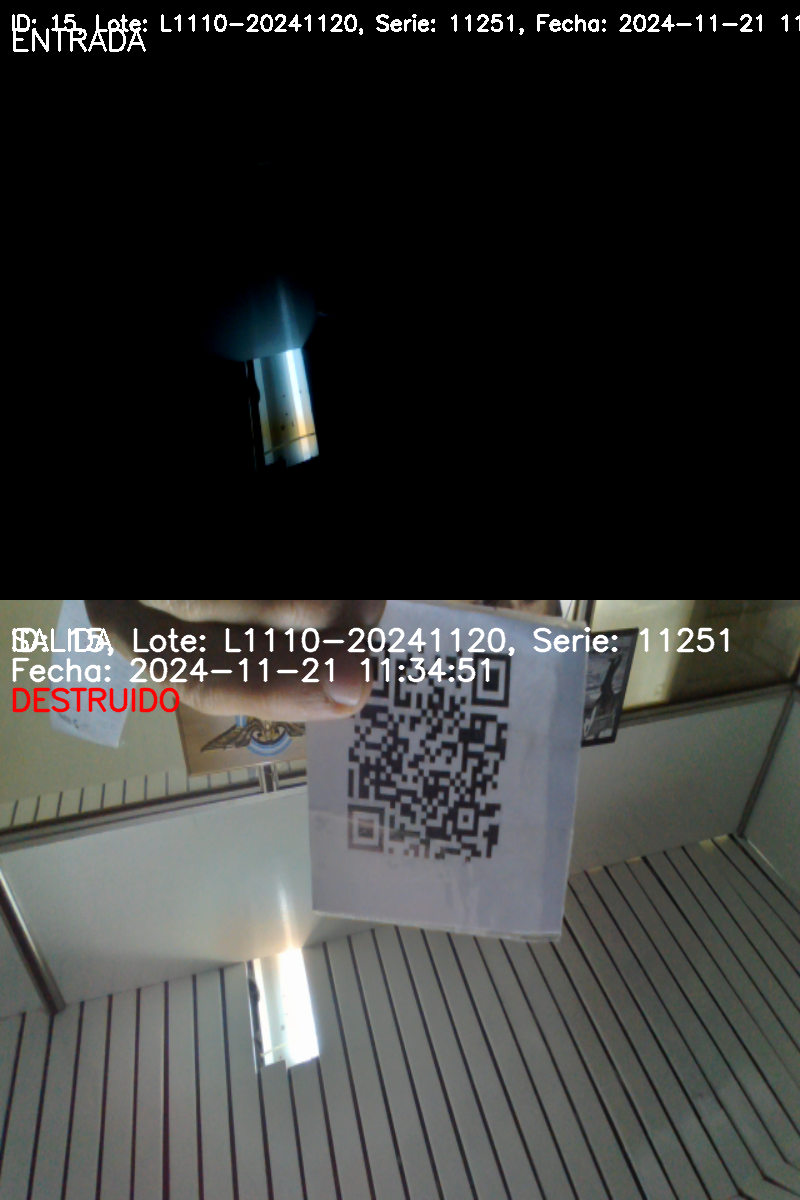 ID: 15, Lote: L1110-20241120, Serie: 11251, Fecha: 2024-11-21 11
ENTRADA
SALIDA
ID: 15, Lote: L1110-20241120, Serie: 11251
Fecha: 2024-11-21 11:34:51
DESTRUIDO